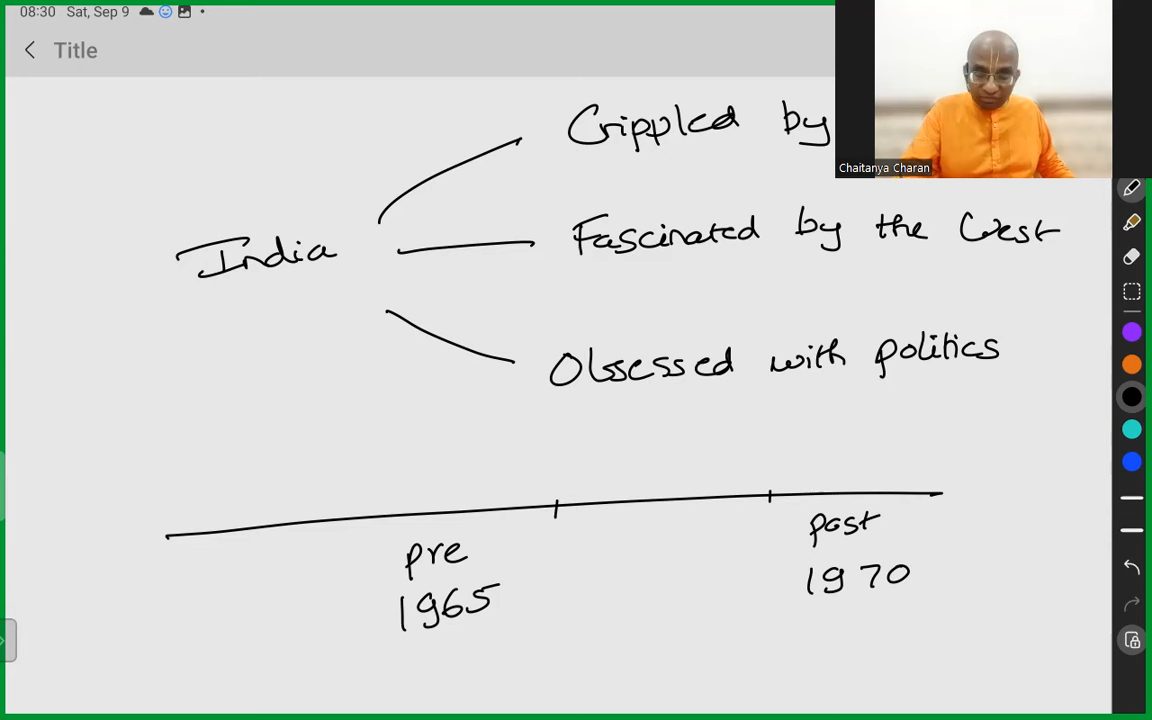 08:30 Sat, Sep 9
Title
Chaitanya Charan
Crippled by
India
Fascinated by the West
Obsessed with politics
pre
1965
post
1970